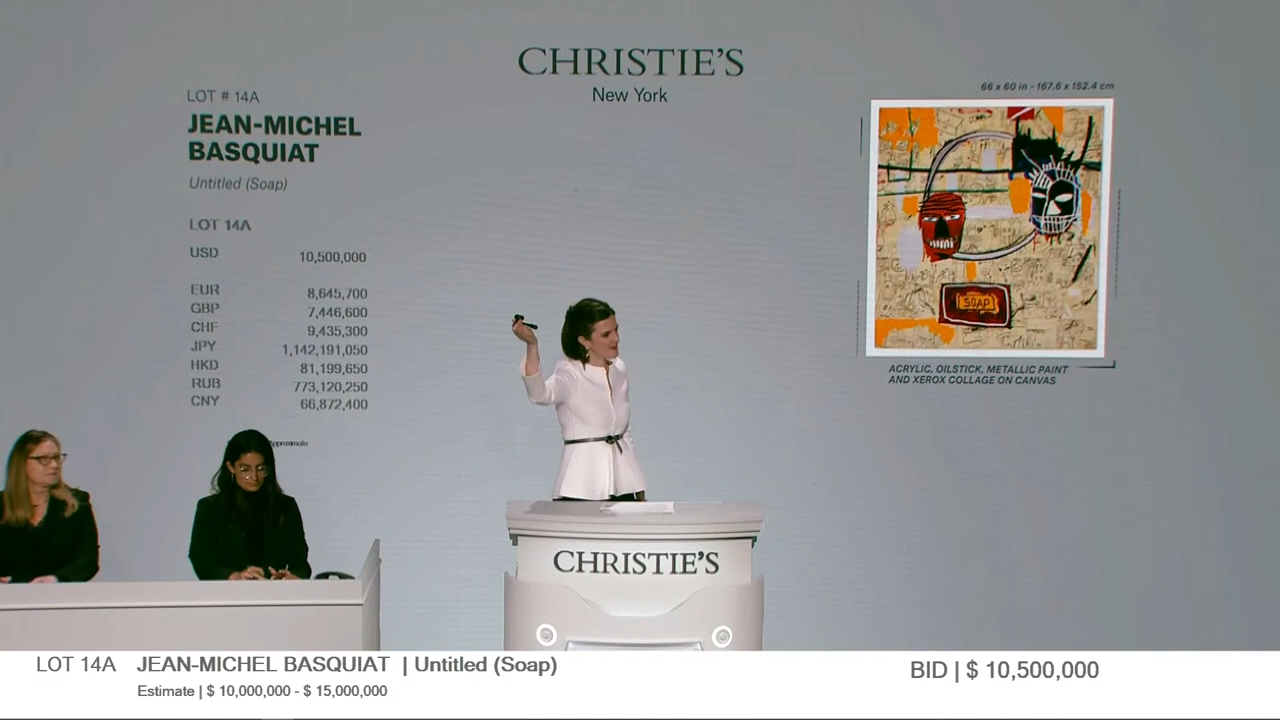 CHRISTIE'S
New York
LOT # 14A
JEAN-MICHEL
BASQUIAT
Untitled (Soap)
LOT 14A
USD 10,500,000
EUR 8,645,700
GBP 7,446,600
CHF 9,435,300
JPY 1,142,191,050
HKD 81,199,650
RUB 773,120,250
CNY 66,872,400
Approximate
66 x 60 in - 167.6 x 152.4 cm
SOAP
ACRYLIC, OILSTICK, METALLIC PAINT
AND XEROX COLLAGE ON CANVAS
CHRISTIE'S
LOT 14A JEAN-MICHEL BASQUIAT | Untitled (Soap)
Estimate | $ 10,000,000 - $ 15,000,000
BID | $ 10,500,000